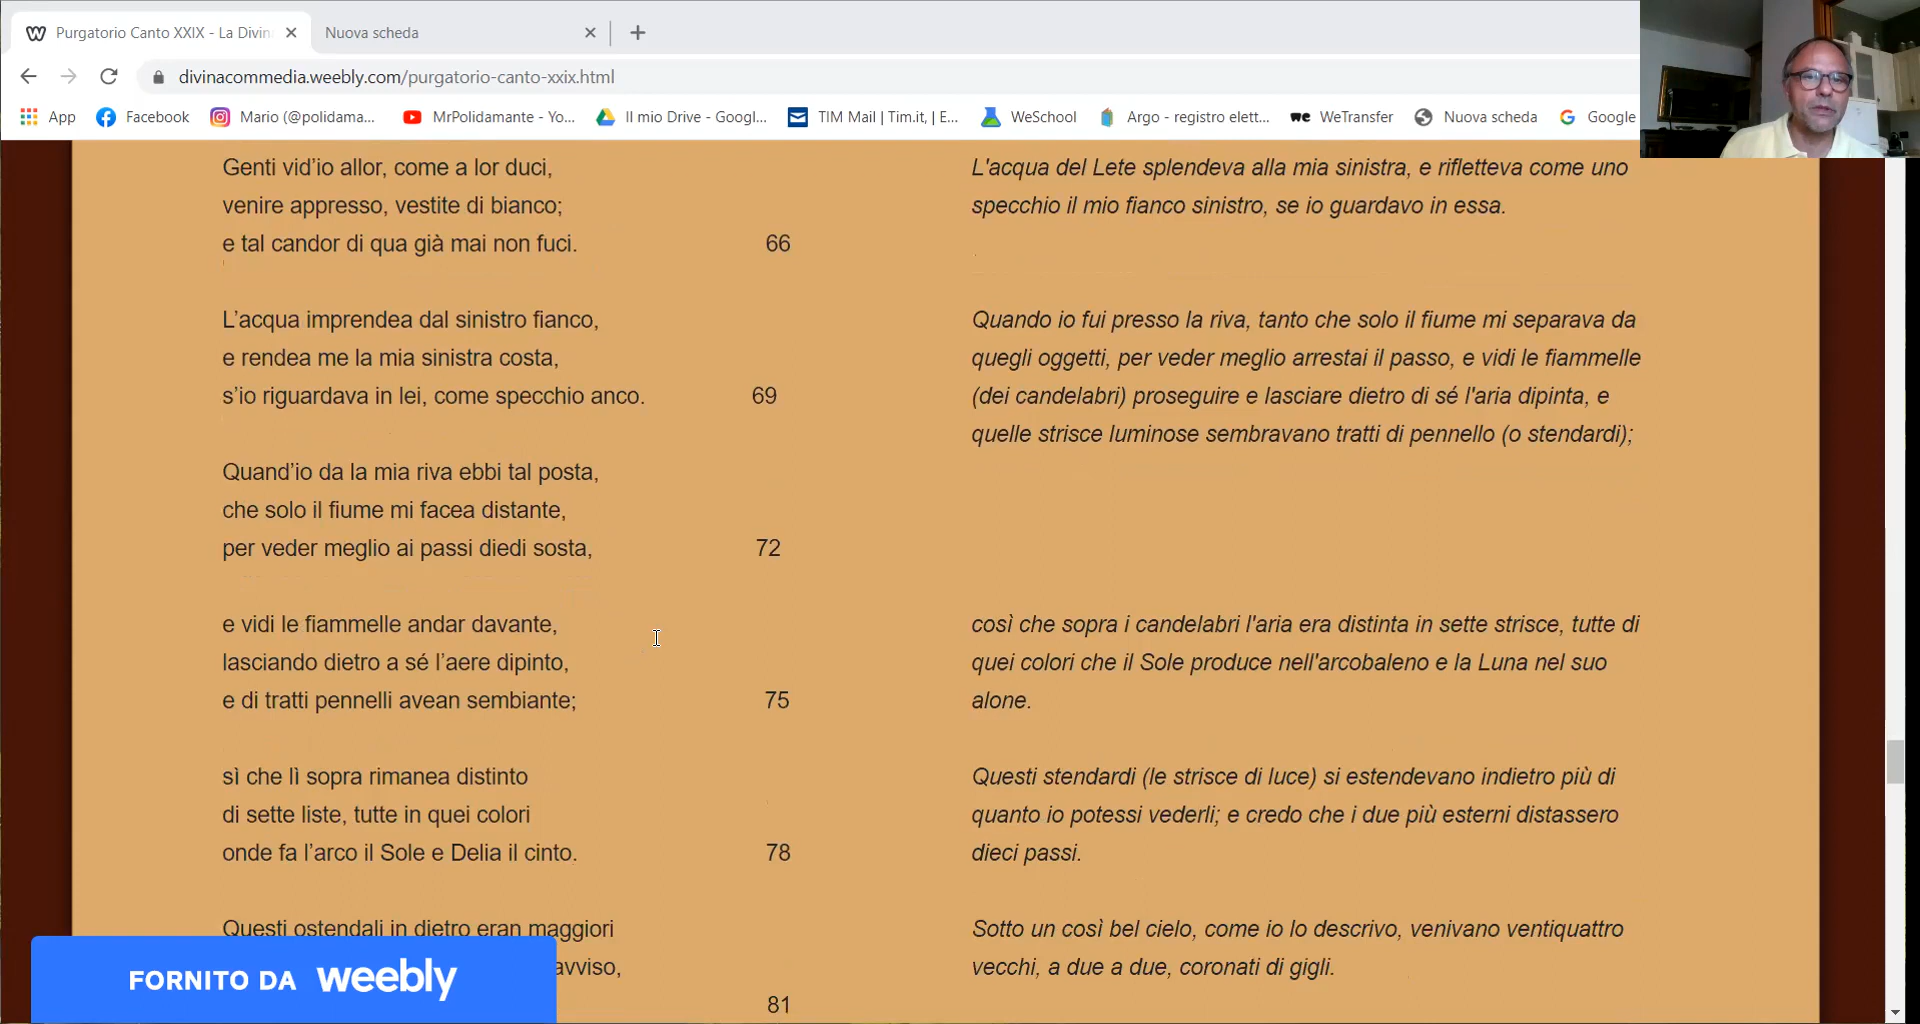 Purgatorio Canto XXIX - La Divin
Nuova scheda
divinacommedia.weebly.com/purgatorio-canto-xxix.html
App
Facebook
Mario (@polidama...
MrPolidamante - Yo...
Il mio Drive - Googl...
TIM Mail | Tim.it, | E...
WeSchool
Argo - registro elett...
WeTransfer
Nuova scheda
Google
Genti vid’io allor, come a lor duci,
venire appresso, vestite di bianco;
e tal candor di qua già mai non fuci. 66
L’acqua imprendea dal sinistro fianco,
e rendea me la mia sinistra costa,
s’io riguardava in lei, come specchio anco. 69
Quand’io da la mia riva ebbi tal posta,
che solo il fiume mi facea distante,
per veder meglio ai passi diedi sosta, 72
e vidi le fiammelle andar davante,
lasciando dietro a sé l’aere dipinto,
e di tratti pennelli avean sembiante; 75
sì che lì sopra rimanea distinto
di sette liste, tutte in quei colori
onde fa l’arco il Sole e Delia il cinto. 78
Questi ostendali in dietro eran maggiori
avviso,
81
L'acqua del Lete splendeva alla mia sinistra, e rifletteva come uno
specchio il mio fianco sinistro, se io guardavo in essa.
Quando io fui presso la riva, tanto che solo il fiume mi separava da
quegli oggetti, per veder meglio arrestai il passo, e vidi le fiammelle
(dei candelabri) proseguire e lasciare dietro di sé l'aria dipinta, e
quelle strisce luminose sembravano tratti di pennello (o stendardi);
così che sopra i candelabri l'aria era distinta in sette strisce, tutte di
quei colori che il Sole produce nell'arcobaleno e la Luna nel suo
alone.
Questi stendardi (le strisce di luce) si estendevano indietro più di
quanto io potessi vederli; e credo che i due più esterni distassero
dieci passi.
Sotto un così bel cielo, come io lo descrivo, venivano ventiquattro
vecchi, a due a due, coronati di gigli.
FORNITO DA weebly